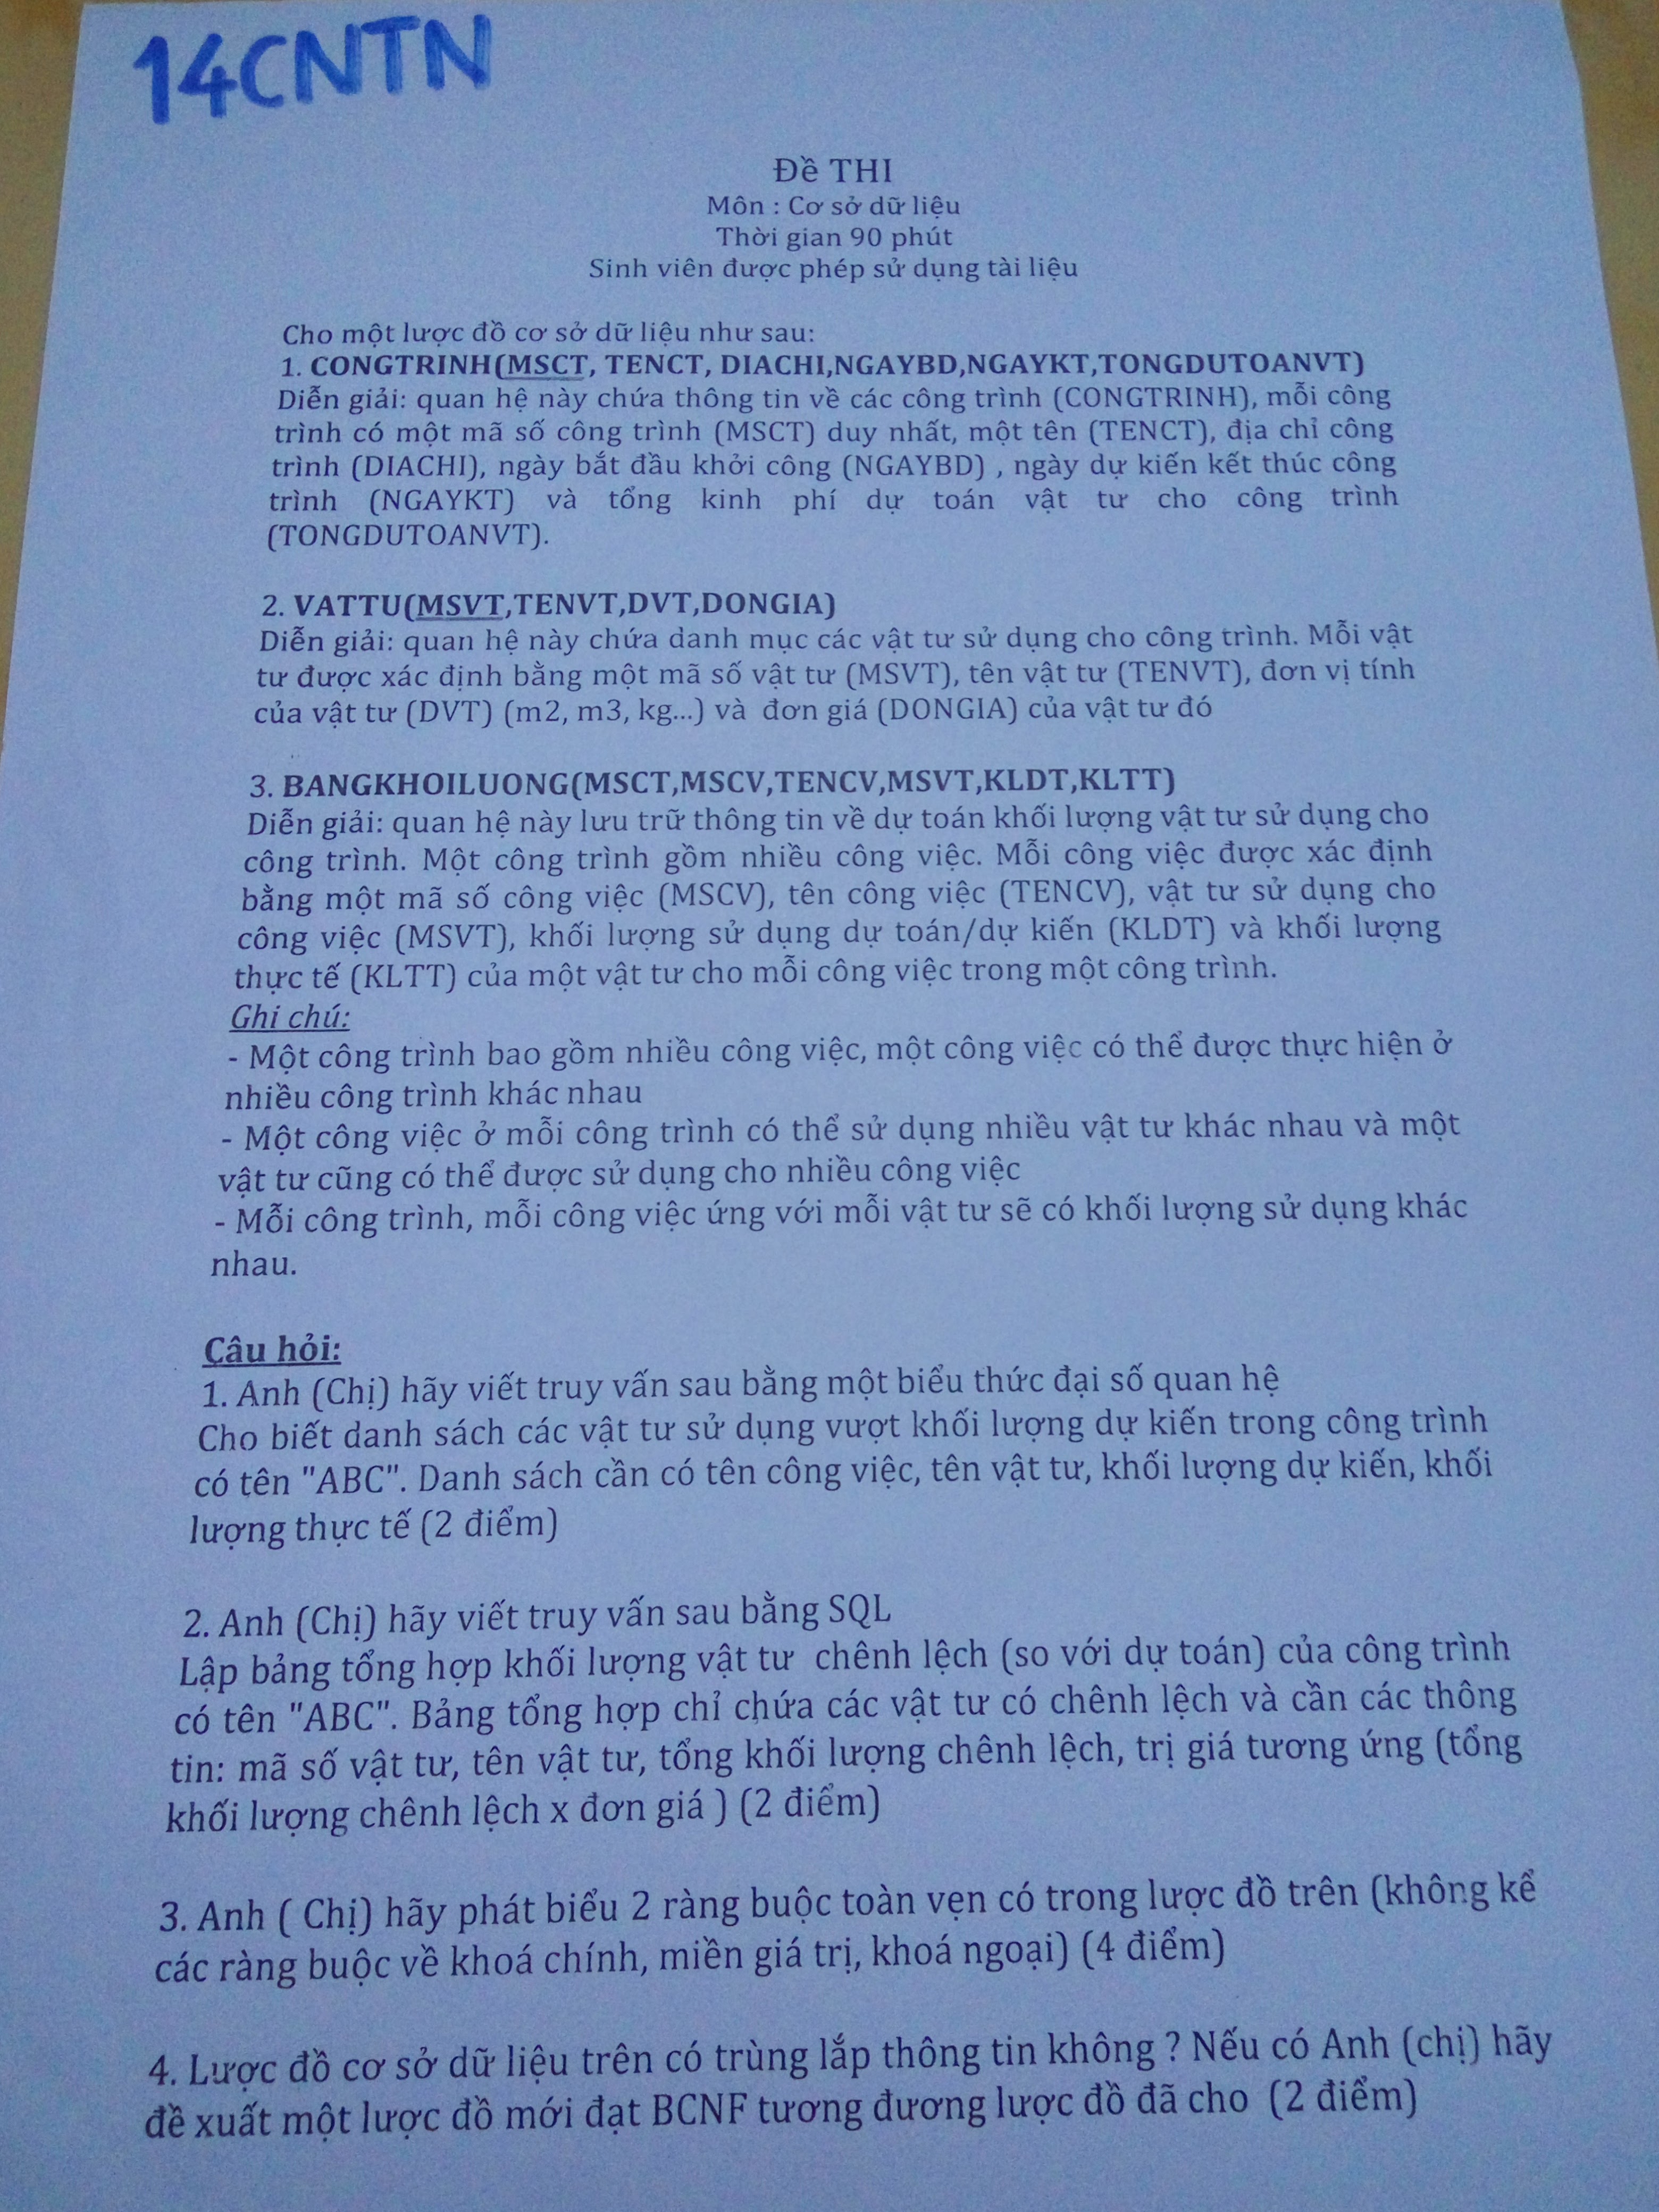 14CNTN
Đề THI
Môn : Cơ sở dữ liệu
Thời gian 90 phút
Sinh viên được phép sử dụng tài liệu
Cho một lược đồ cơ sở dữ liệu như sau:
1. CONGTRINH(MSCT, TENCT, DIACHI,NGAYBD,NGAYKT,TONGDUTOANVT)
Diễn giải: quan hệ này chứa thông tin về các công trình (CONGTRINH), mỗi công
trình có một mã số công trình (MSCT) duy nhất, một tên (TENCT), địa chỉ công
trình (DIACHI), ngày bắt đầu khởi công (NGAYBD) , ngày dự kiến kết thúc công
trình (NGAYKT) và tổng kinh phí dự toán vật tư cho công trình
(TONGDUTOANVT).
2. VATTU(MSVT,TENVT,DVT,DONGIA)
Diễn giải: quan hệ này chứa danh mục các vật tư sử dụng cho công trình. Mỗi vật
tư được xác định bằng một mã số vật tư (MSVT), tên vật tư (TENVT), đơn vị tính
của vật tư (DVT) (m2, m3, kg...) và đơn giá (DONGIA) của vật tư đó
3. BANGKHOILUONG(MSCT,MSCV,TENCV,MSVT,KLDT,KLTT)
Diễn giải: quan hệ này lưu trữ thông tin về dự toán khối lượng vật tư sử dụng cho
công trình. Một công trình gồm nhiều công việc. Mỗi công việc được xác định
bằng một mã số công việc (MSCV), tên công việc (TENCV), vật tư sử dụng cho
công việc (MSVT), khối lượng sử dụng dự toán/dự kiến (KLDT) và khối lượng
thực tế (KLTT) của một vật tư cho mỗi công việc trong một công trình.
Ghi chú:
- Một công trình bao gồm nhiều công việc, một công việc có thể được thực hiện ở
nhiều công trình khác nhau
- Một công việc ở mỗi công trình có thể sử dụng nhiều vật tư khác nhau và một
vật tư cũng có thể được sử dụng cho nhiều công việc
- Mỗi công trình, mỗi công việc ứng với mỗi vật tư sẽ có khối lượng sử dụng khác
nhau.
Câu hỏi:
1. Anh (Chị) hãy viết truy vấn sau bằng một biểu thức đại số quan hệ
Cho biết danh sách các vật tư sử dụng vượt khối lượng dự kiến trong công trình
có tên "ABC". Danh sách cần có tên công việc, tên vật tư, khối lượng dự kiến, khối
lượng thực tế (2 điểm)
2. Anh (Chị) hãy viết truy vấn sau bằng SQL
Lập bảng tổng hợp khối lượng vật tư chênh lệch (so với dự toán) của công trình
có tên "ABC". Bảng tổng hợp chỉ chứa các vật tư có chênh lệch và cần các thông
tin: mã số vật tư, tên vật tư, tổng khối lượng chênh lệch, trị giá tương ứng (tổng
khối lượng chênh lệch x đơn giá ) (2 điểm)
3. Anh ( Chị) hãy phát biểu 2 ràng buộc toàn vẹn có trong lược đồ trên (không kể
các ràng buộc về khoá chính, miền giá trị, khoá ngoại) (4 điểm)
4. Lược đồ cơ sở dữ liệu trên có trùng lắp thông tin không ? Nếu có Anh (chị) hãy
đề xuất một lược đồ mới đạt BCNF tương đương lược đồ đã cho (2 điểm)